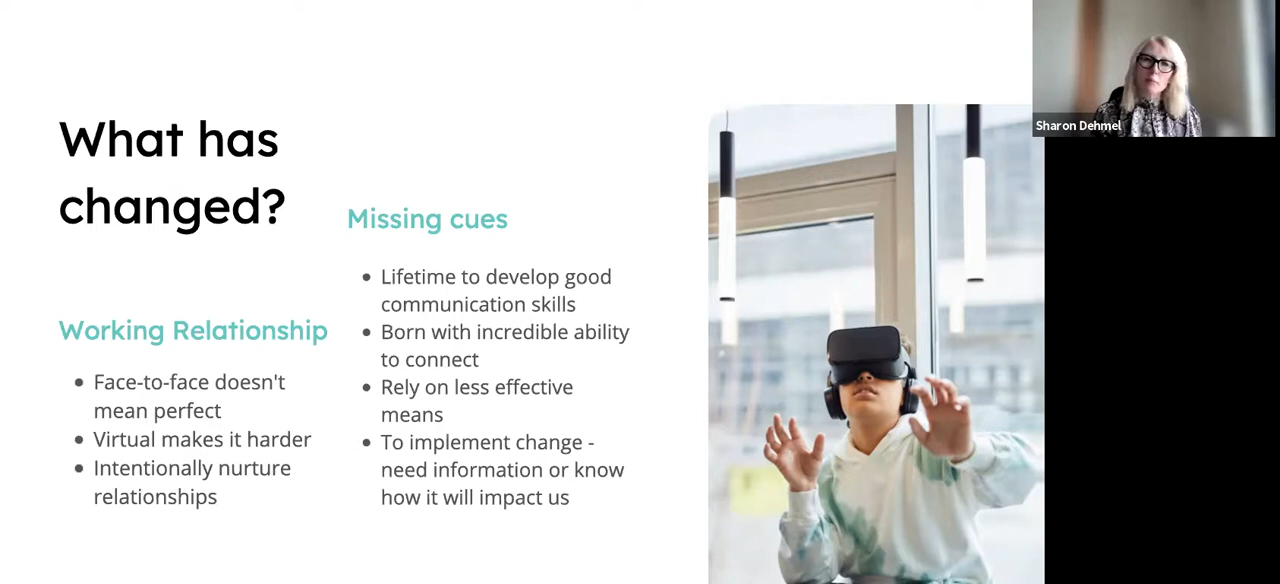 What has
changed?
Working Relationship
Face-to-face doesn't
mean perfect
Virtual makes it harder
Intentionally nurture
relationships
Missing cues
Lifetime to develop good
communication skills
Born with incredible ability
to connect
Rely on less effective
means
To implement change -
need information or know
how it will impact us
Sharon Dehmel